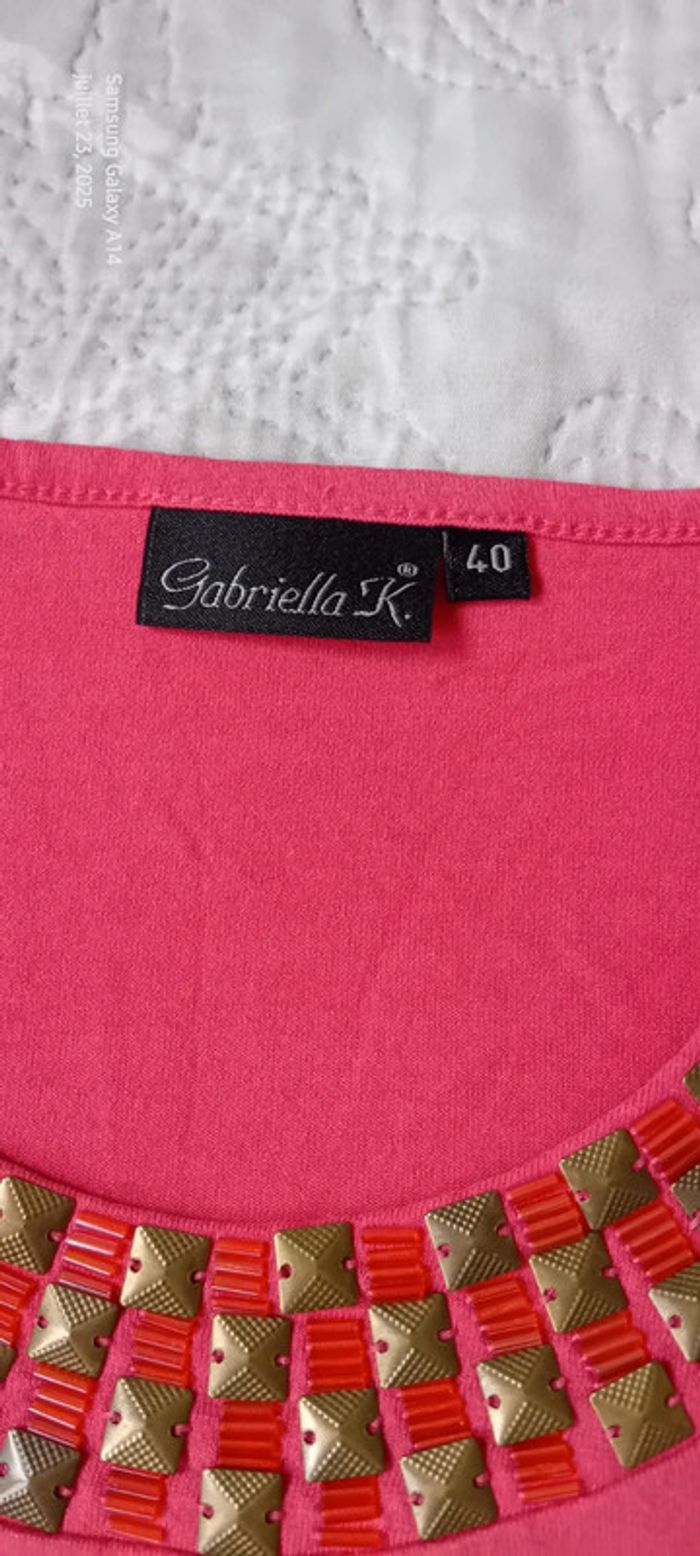 Samsung Galaxy A14
juillet 23, 2025
Gabriella K.®
40